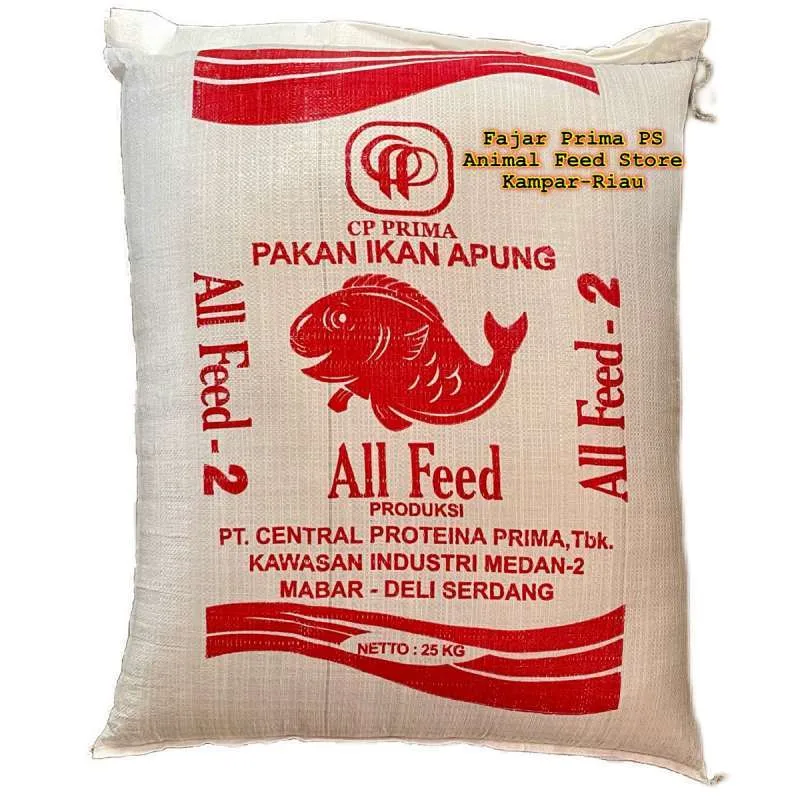 Fajar Prima PS
Animal Feed Store
Kampar-Riau
CP PRIMA
PAKAN IKAN APUNG
All Feed - 2
All Feed - 2
All Feed
PRODUKSI
PT. CENTRAL PROTEINA PRIMA,Tbk.
KAWASAN INDUSTRI MEDAN-2
MABAR - DELI SERDANG
NETTO : 25 KG